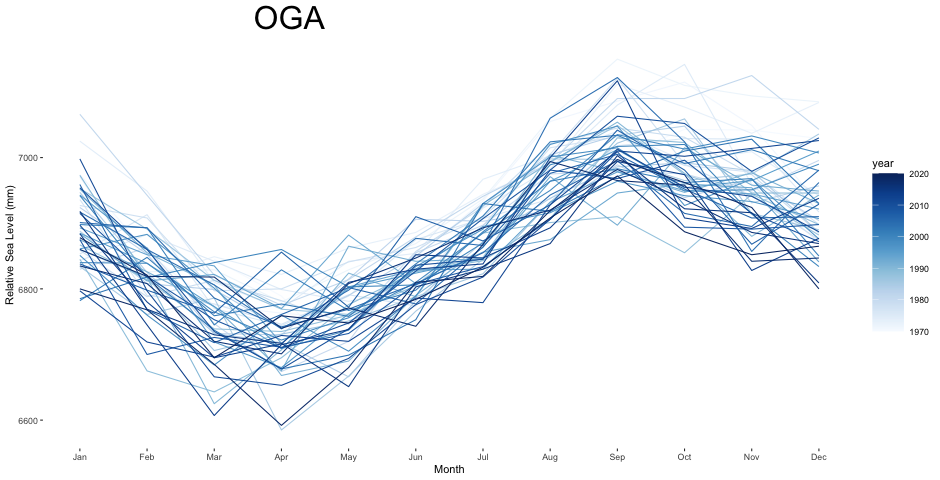 OGA
7000
6800
6600
Relative Sea Level (mm)
Jan Feb Mar Apr May Jun Jul Aug Sep Oct Nov Dec
Month
year
2020
2010
2000
1990
1980
1970